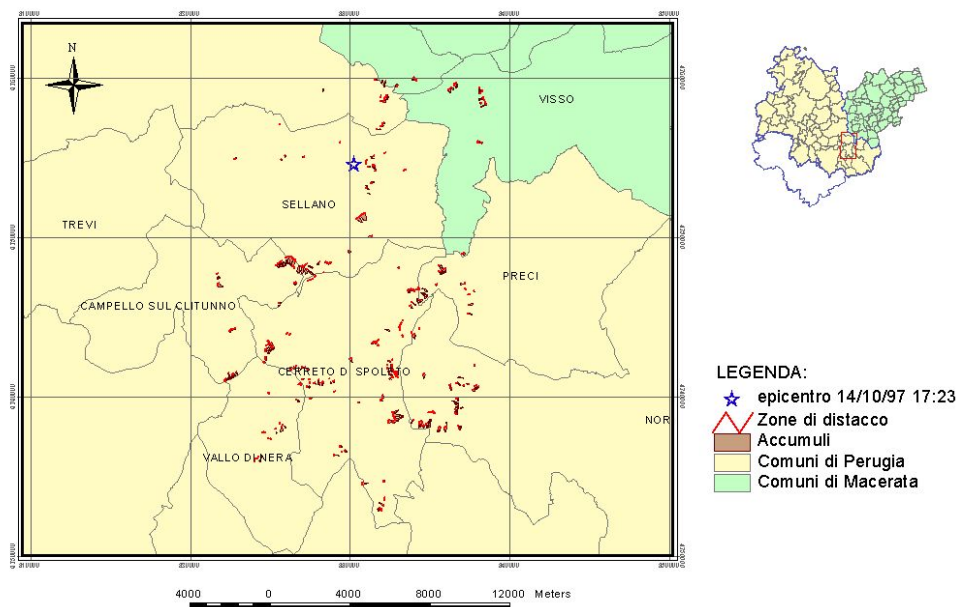 N
VISSO
SELLANO
TREVI
PRECI
CAMPELLO SUL CLITUNNO
CERRETO DI SPOLETO
NOR
VALLO DI NERA
LEGENDA:
epicentro 14/10/97 17:23
Zone di distacco
Accumuli
Comuni di Perugia
Comuni di Macerata
4000 0 4000 8000 12000 Meters